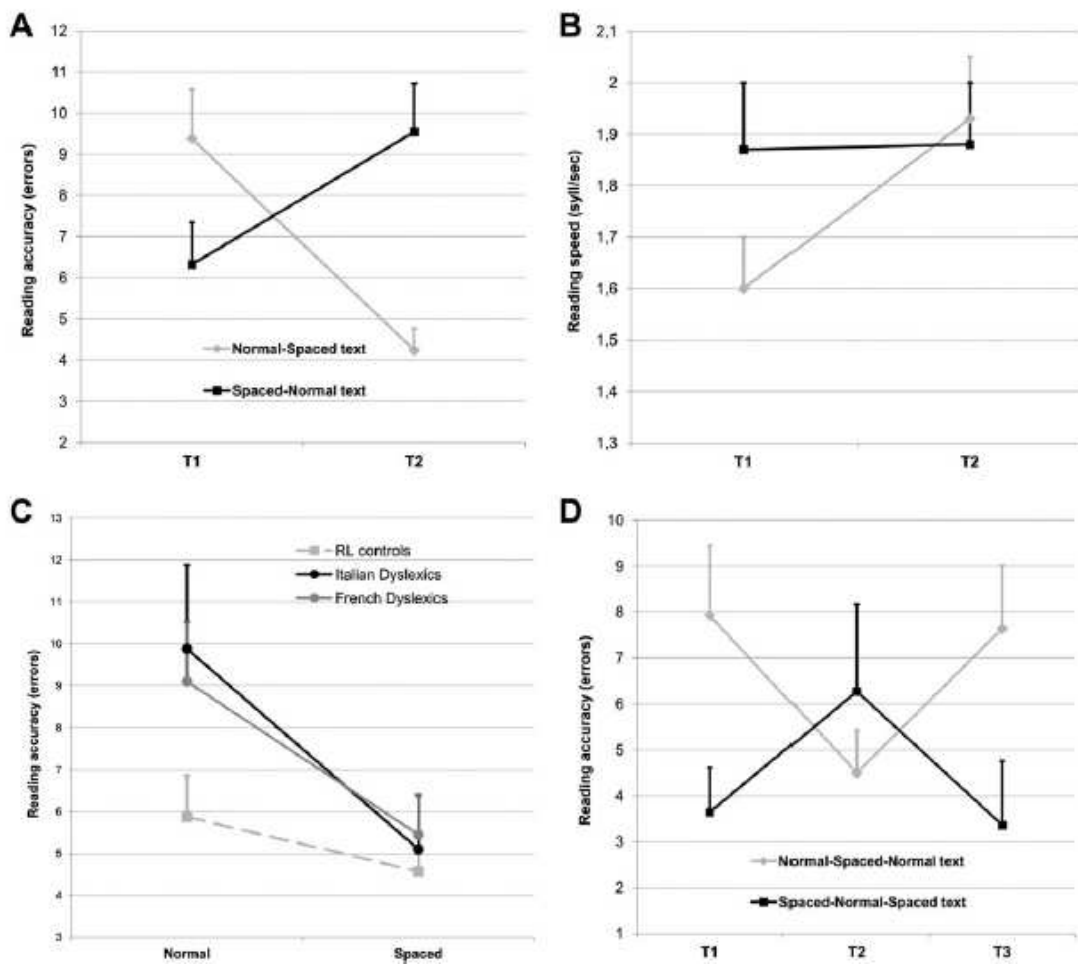 A
Reading accuracy (errors)
12
11
10
9
8
7
6
5
4
3
2
Normal-Spaced text
Spaced-Normal text
T1
T2
B
Reading speed (syll/sec)
2,1
2
1,9
1,8
1,7
1,6
1,5
1,4
1,3
T1
T2
C
Reading accuracy (errors)
13
12
11
10
9
8
7
6
5
4
3
RL controls
Italian Dyslexics
French Dyslexics
Normal
Spaced
D
Reading accuracy (errors)
10
9
8
7
6
5
4
3
2
1
Normal-Spaced-Normal text
Spaced-Normal-Spaced text
T1
T2
T3